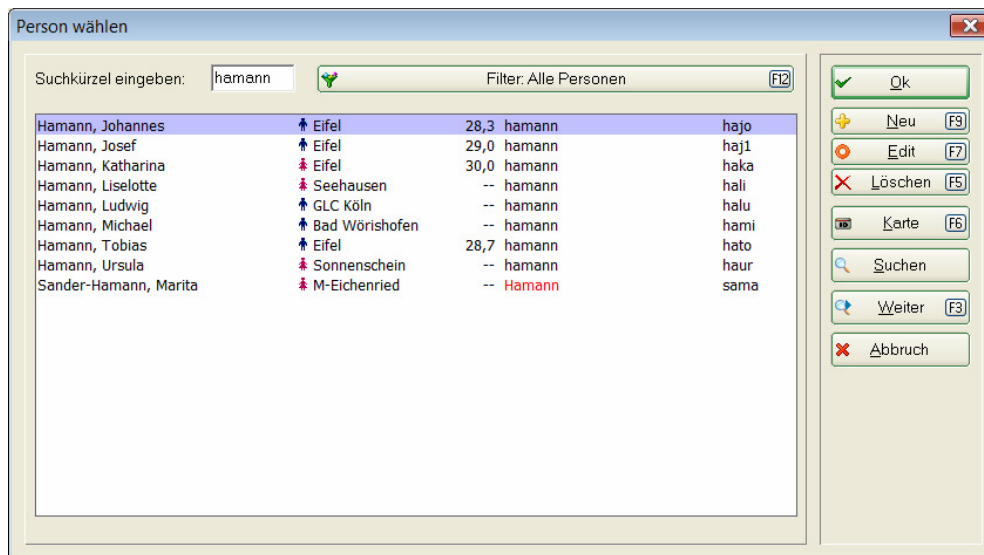 Person wählen
Suchkürzel eingeben: hamann Filter: Alle Personen F12
Hamann, Johannes Eifel 28,3 hamann hajo
Hamann, Josef Eifel 29,0 hamann haj1
Hamann, Katharina Eifel 30,0 hamann haka
Hamann, Liselotte Seehausen -- hamann hali
Hamann, Ludwig GLC Köln -- hamann halu
Hamann, Michael Bad Wörishofen -- hamann hami
Hamann, Tobias Eifel 28,7 hamann hato
Hamann, Ursula Sonnenschein -- hamann haur
Sander-Hamann, Marita M-Eichenried -- Hamann sama
Ok
Neu F9
Edit F7
Löschen F5
Karte F6
Suchen
Weiter F3
Abbruch